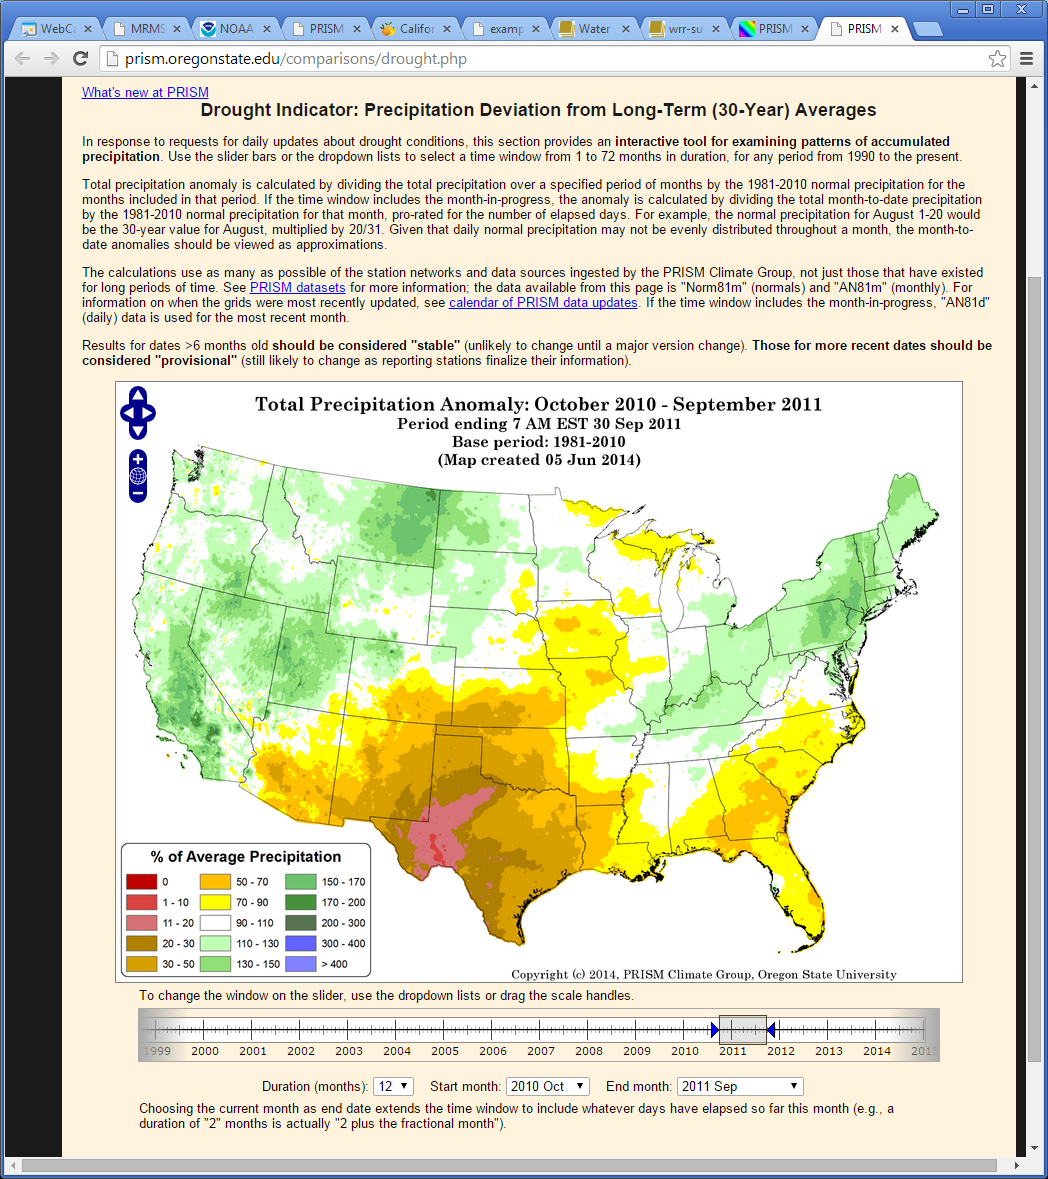 WebCa
MRMS
NOAA
PRISM
Califor
examp
Water
wrr-su
PRISM
PRISM
prism.oregonstate.edu/comparisons/drought.php
What's new at PRISM
Drought Indicator: Precipitation Deviation from Long-Term (30-Year) Averages
In response to requests for daily updates about drought conditions, this section provides an interactive tool for examining patterns of accumulated
precipitation. Use the slider bars or the dropdown lists to select a time window from 1 to 72 months in duration, for any period from 1990 to the present.
Total precipitation anomaly is calculated by dividing the total precipitation over a specified period of months by the 1981-2010 normal precipitation for the
months included in that period. If the time window includes the month-in-progress, the anomaly is calculated by dividing the total month-to-date precipitation
by the 1981-2010 normal precipitation for that month, pro-rated for the number of elapsed days. For example, the normal precipitation for August 1-20 would
be the 30-year value for August, multiplied by 20/31. Given that daily normal precipitation may not be evenly distributed throughout a month, the month-to-
date anomalies should be viewed as approximations.
The calculations use as many as possible of the station networks and data sources ingested by the PRISM Climate Group, not just those that have existed
for long periods of time. See PRISM datasets for more information; the data available from this page is "Norm81m" (normals) and "AN81m" (monthly). For
information on when the grids were most recently updated, see calendar of PRISM data updates. If the time window includes the month-in-progress, "AN81d"
(daily) data is used for the most recent month.
Results for dates >6 months old should be considered "stable" (unlikely to change until a major version change). Those for more recent dates should be
considered "provisional" (still likely to change as reporting stations finalize their information).
Total Precipitation Anomaly: October 2010 - September 2011
Period ending 7 AM EST 30 Sep 2011
Base period: 1981-2010
(Map created 05 Jun 2014)
% of Average Precipitation
0 50 - 70 150 - 170
1 - 10 70 - 90 170 - 200
11 - 20 90 - 110 200 - 300
20 - 30 110 - 130 300 - 400
30 - 50 130 - 150 > 400
Copyright (c) 2014, PRISM Climate Group, Oregon State University
To change the window on the slider, use the dropdown lists or drag the scale handles.
1999 2000 2001 2002 2003 2004 2005 2006 2007 2008 2009 2010 2011 2012 2013 2014 2015
Duration (months): 12 Start month: 2010 Oct End month: 2011 Sep
Choosing the current month as end date extends the time window to include whatever days have elapsed so far this month (e.g., a
duration of "2" months is actually "2 plus the fractional month").